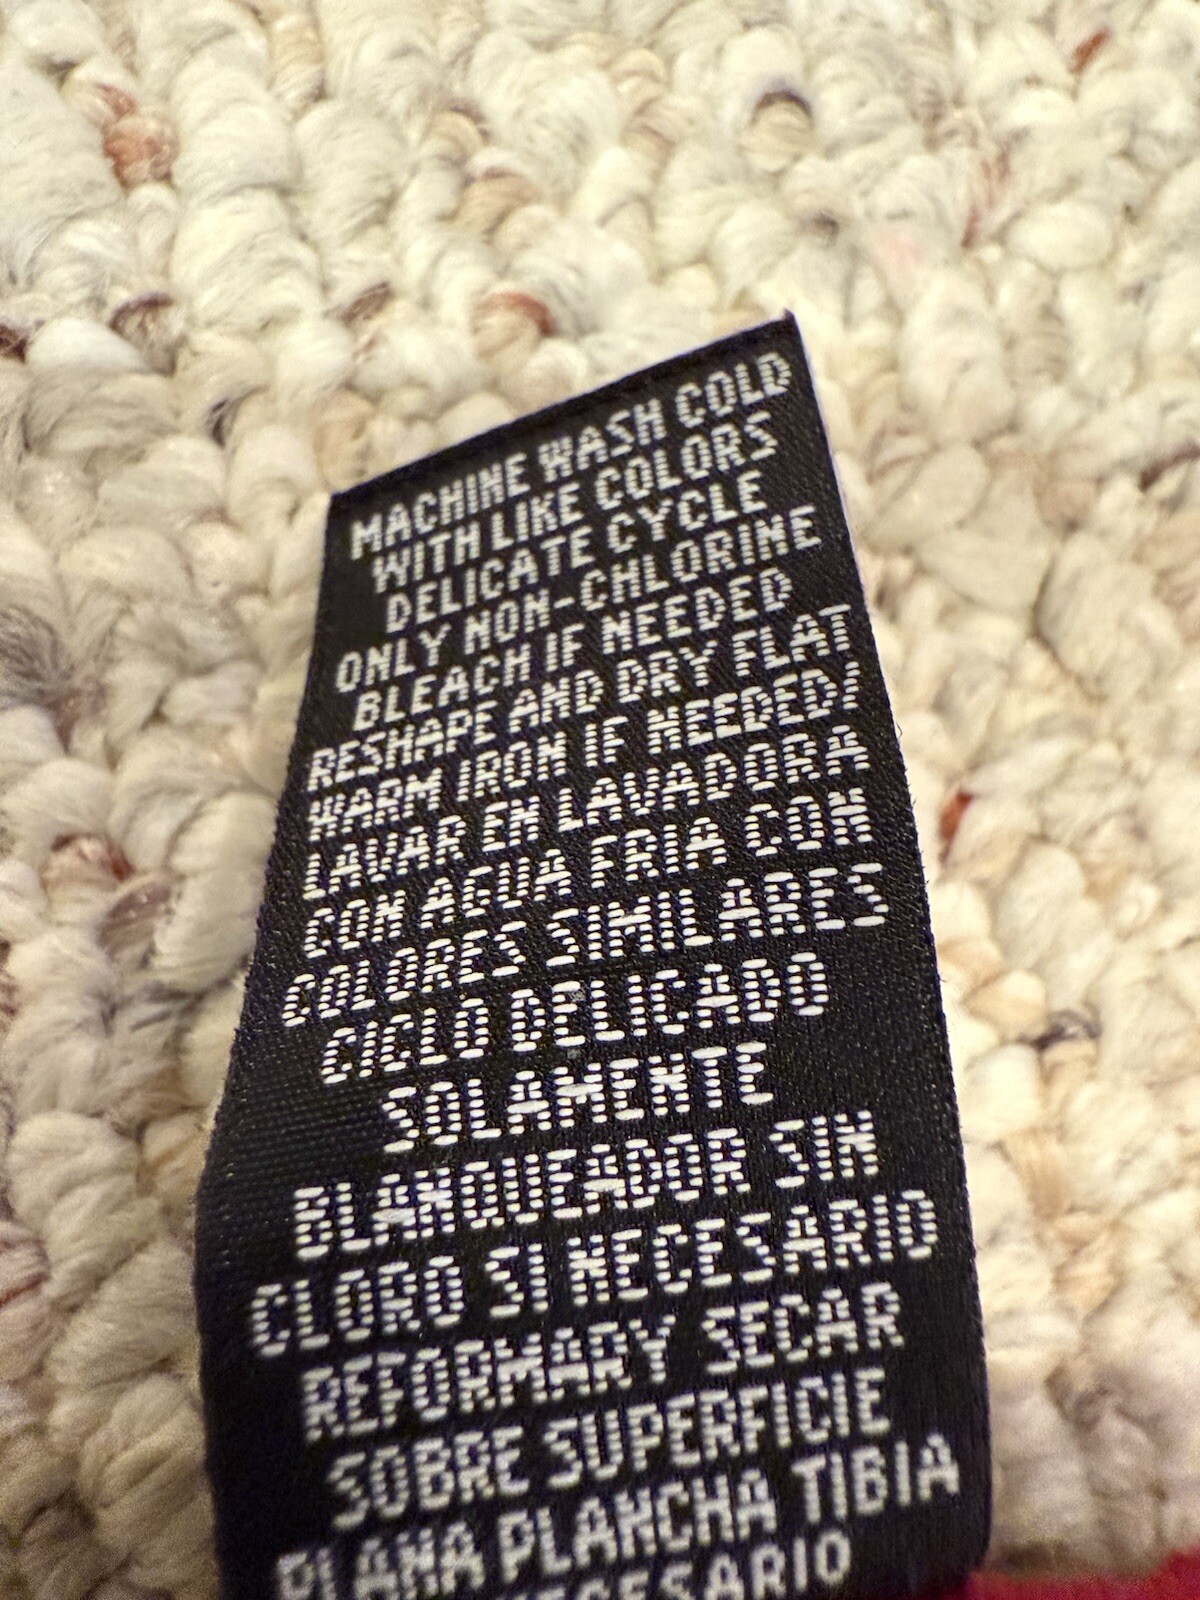 MACHINE WASH COLD
WITH LIKE COLORS
DELICATE CYCLE
ONLY NON-CHLORINE
BLEACH IF NEEDED
RESHAPE AND DRY FLAT
WARM IRON IF NEEDED/
LAVAR EN LAVADORA
CON AGUA FRIA CON
COLORES SIMILARES
CICLO DELICADO
SOLAMENTE
BLANQUEADOR SIN
CLORO SI NECESARIO
REFORMARY SECAR
SOBRE SUPERFICIE
PLANA PLANCHA TIBIA
NECESARIO